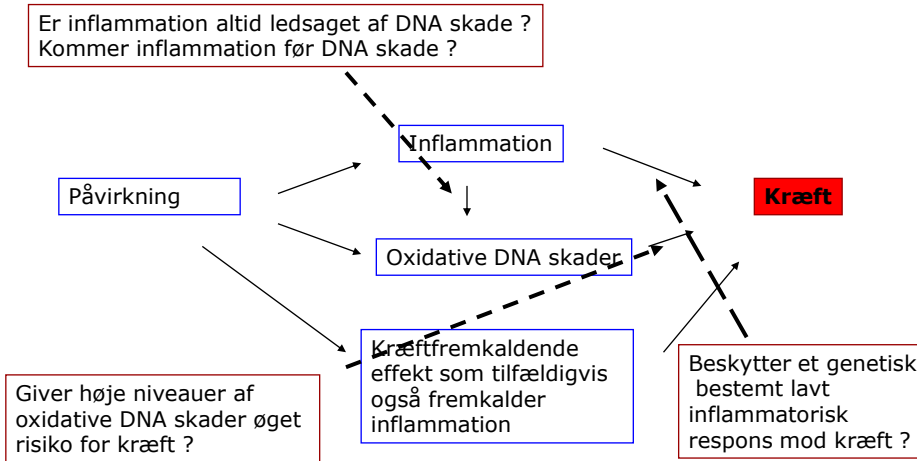 Er inflammation altid ledsaget af DNA skade ?
Kommer inflammation før DNA skade ?
Inflammation
Påvirkning
Kræft
Oxidative DNA skader
Kræftfremkaldende
effekt som tilfældigvis
også fremkalder
inflammation
Giver høje niveauer af
oxidative DNA skader øget
risiko for kræft ?
Beskytter et genetisk
bestemt lavt
inflammatorisk
respons mod kræft ?